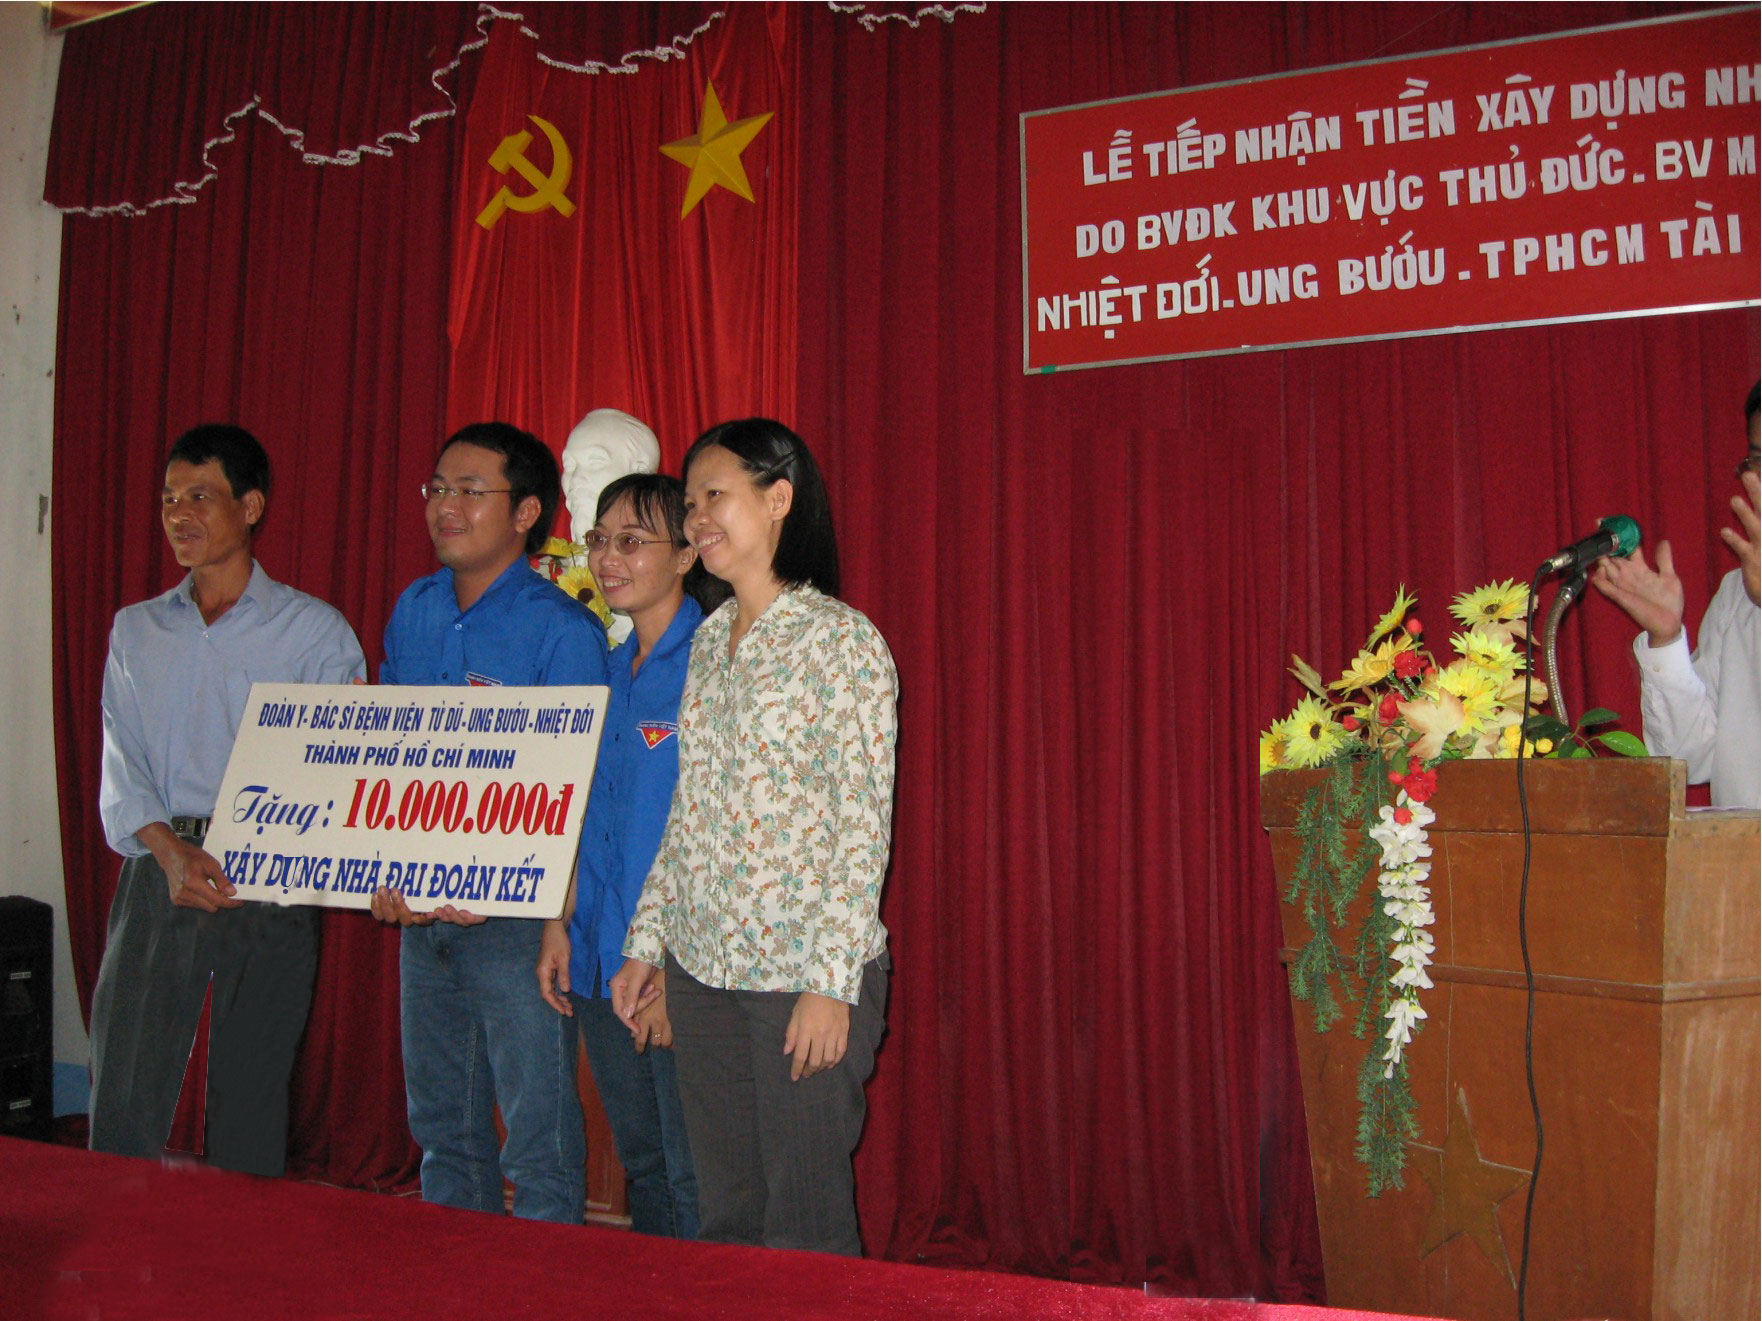 LỄ TIẾP NHẬN TIỀN XÂY DỰNG NH
DO BVĐK KHU VỰC THỦ ĐỨC - BV M
NHIỆT ĐỚI - UNG BƯỚU - TPHCM TÀI
ĐOÀN Y - BÁC SĨ BỆNH VIỆN TỪ DŨ - UNG BƯỚU - NHIỆT ĐỚI
THÀNH PHỐ HỒ CHÍ MINH
Tặng: 10.000.000đ
XÂY DỰNG NHÀ ĐẠI ĐOÀN KẾT